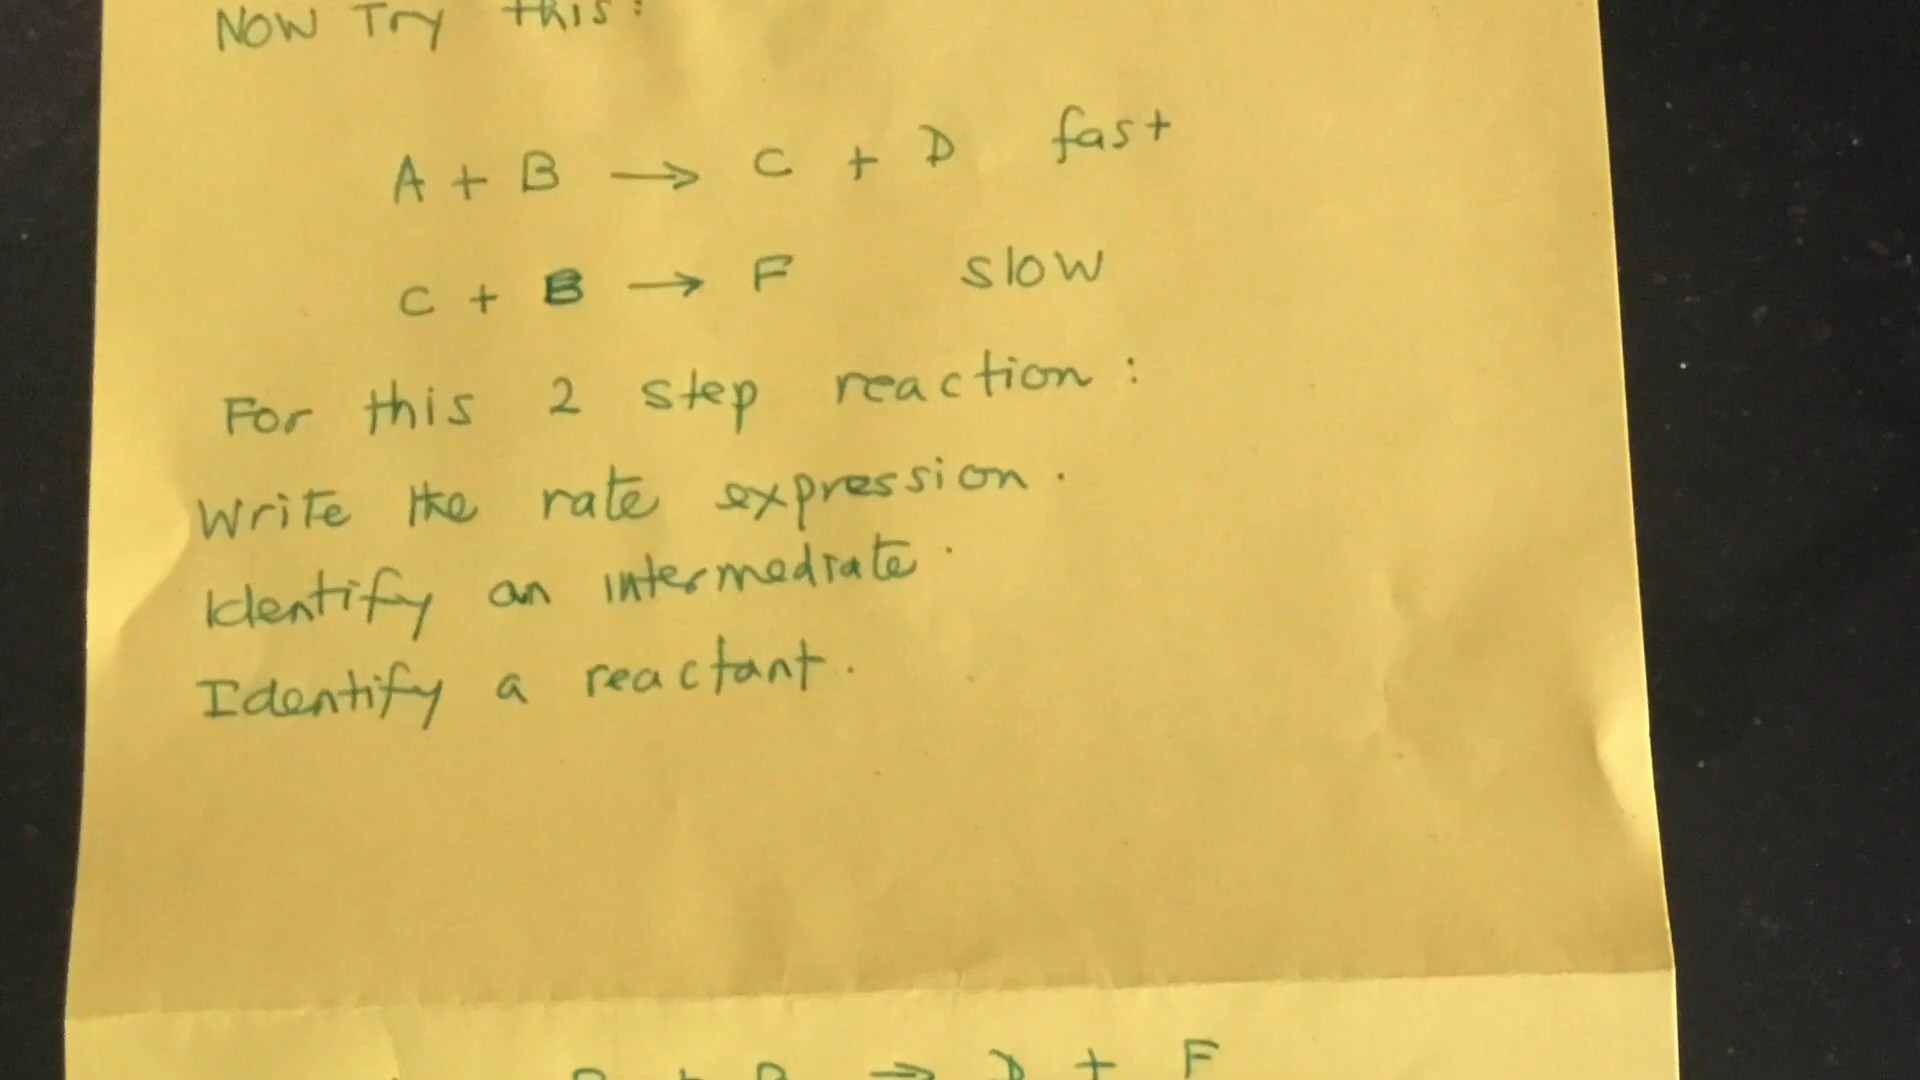 NOW Try this:
A + B → C + D fast
C + B → F slow
For this 2 step reaction:
Write the rate expression.
Identify an intermediate.
Identify a reactant.
→ D + F